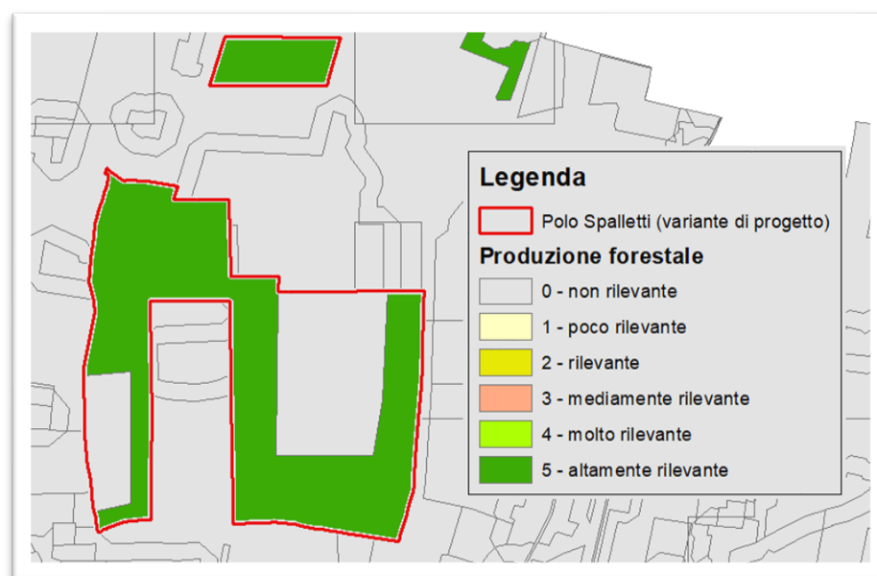 Legenda
Polo Spalletti (variante di progetto)
Produzione forestale
0 - non rilevante
1 - poco rilevante
2 - rilevante
3 - mediamente rilevante
4 - molto rilevante
5 - altamente rilevante